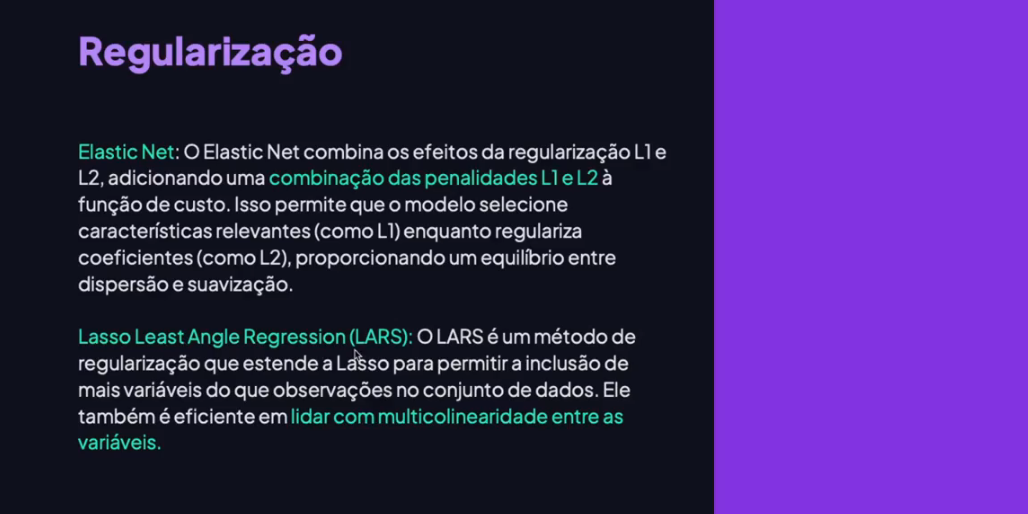 Regularização
Elastic Net: O Elastic Net combina os efeitos da regularização L1 e
L2, adicionando uma combinação das penalidades L1 e L2 à
função de custo. Isso permite que o modelo selecione
características relevantes (como L1) enquanto regulariza
coeficientes (como L2), proporcionando um equilíbrio entre
dispersão e suavização.
Lasso Least Angle Regression (LARS): O LARS é um método de
regularização que estende a Lasso para permitir a inclusão de
mais variáveis do que observações no conjunto de dados. Ele
também é eficiente em lidar com multicolinearidade entre as
variáveis.